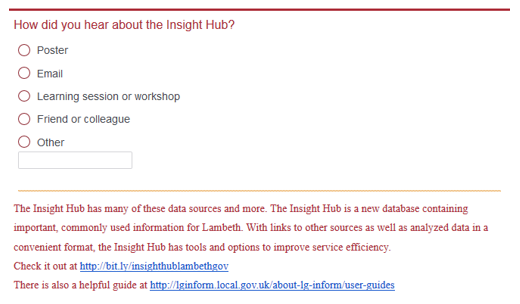 How did you hear about the Insight Hub?
Poster
Email
Learning session or workshop
Friend or colleague
Other
The Insight Hub has many of these data sources and more. The Insight Hub is a new database containing
important, commonly used information for Lambeth. With links to other sources as well as analyzed data in a
convenient format, the Insight Hub has tools and options to improve service efficiency.
Check it out at http://bit.ly/insighthublambethgov
There is also a helpful guide at http://lginform.local.gov.uk/about-lg-inform/user-guides